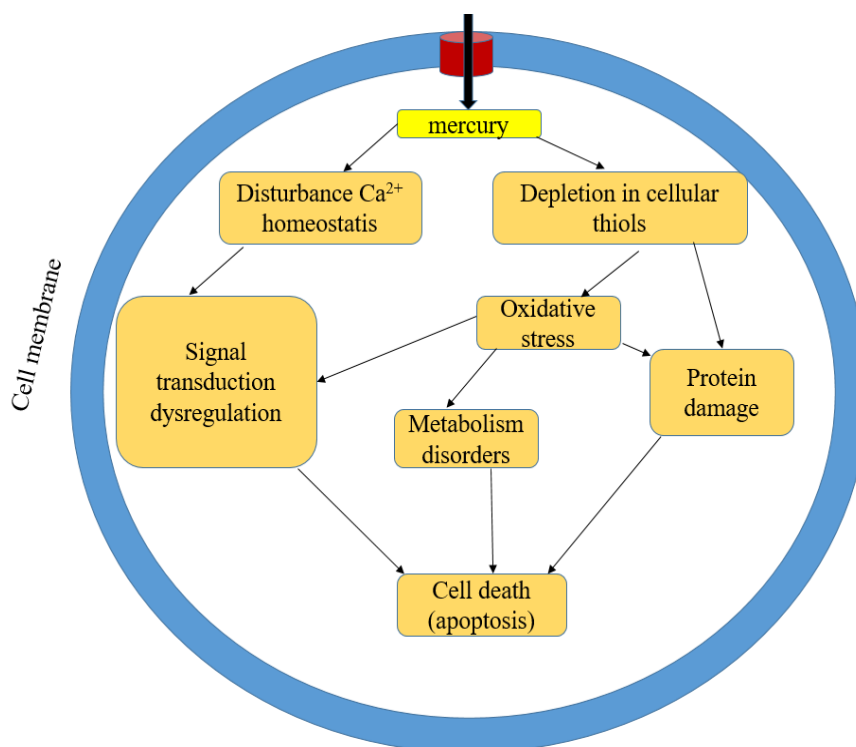 mercury
Disturbance Ca²⁺
homeostatis
Depletion in cellular
thiols
Cell membrane
Signal
transduction
dysregulation
Oxidative
stress
Protein
damage
Metabolism
disorders
Cell death
(apoptosis)